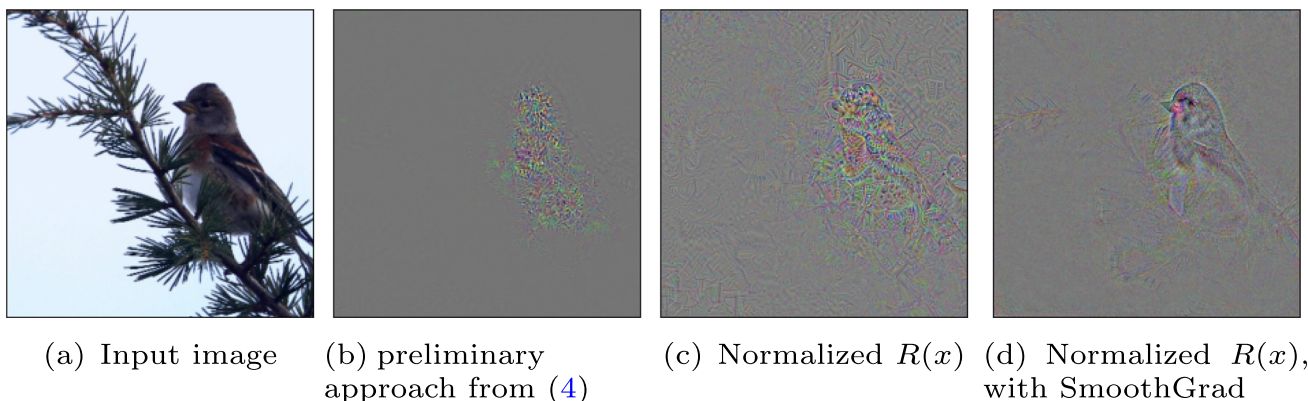 (a) Input image
(b) preliminary
approach from (4)
(c) Normalized R(x)
(d) Normalized R(x),
with SmoothGrad